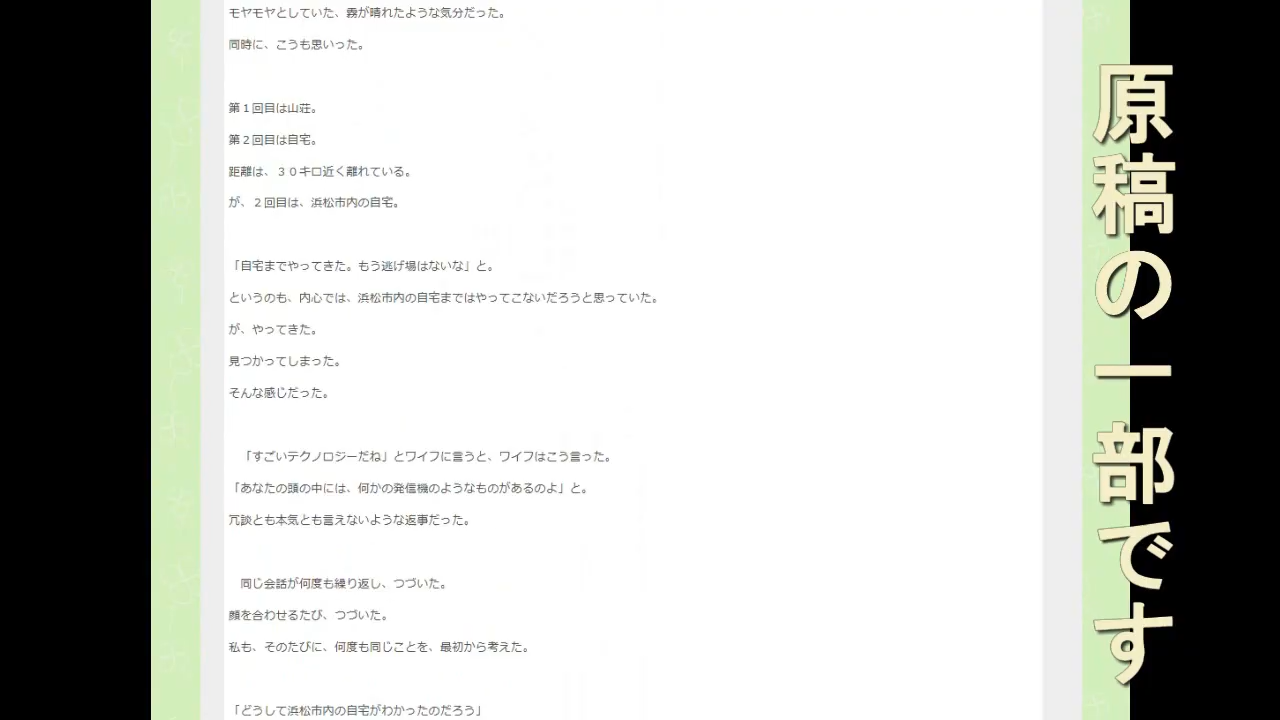 モヤモヤとしていた、霧が晴れたような気分だった。
同時に、こうも思いった。
第１回目は山荘。
第２回目は自宅。
距離は、３０キロ近く離れている。
が、２回目は、浜松市内の自宅。
「自宅までやってきた。もう逃げ場はないな」と。
というのも、内心では、浜松市内の自宅まではやってこないだろうと思っていた。
が、やってきた。
見つかってしまった。
そんな感じだった。
「すごいテクノロジーだね」とワイフに言うと、ワイフはこう言った。
「あなたの頭の中には、何かの発信機のようなものがあるのよ」と。
冗談とも本気とも言えないような返事だった。
同じ会話が何度も繰り返し、つづいた。
顔を合わせるたび、つづいた。
私も、そのたびに、何度も同じことを、最初から考えた。
「どうして浜松市内の自宅がわかったのだろう」
原稿の一部です